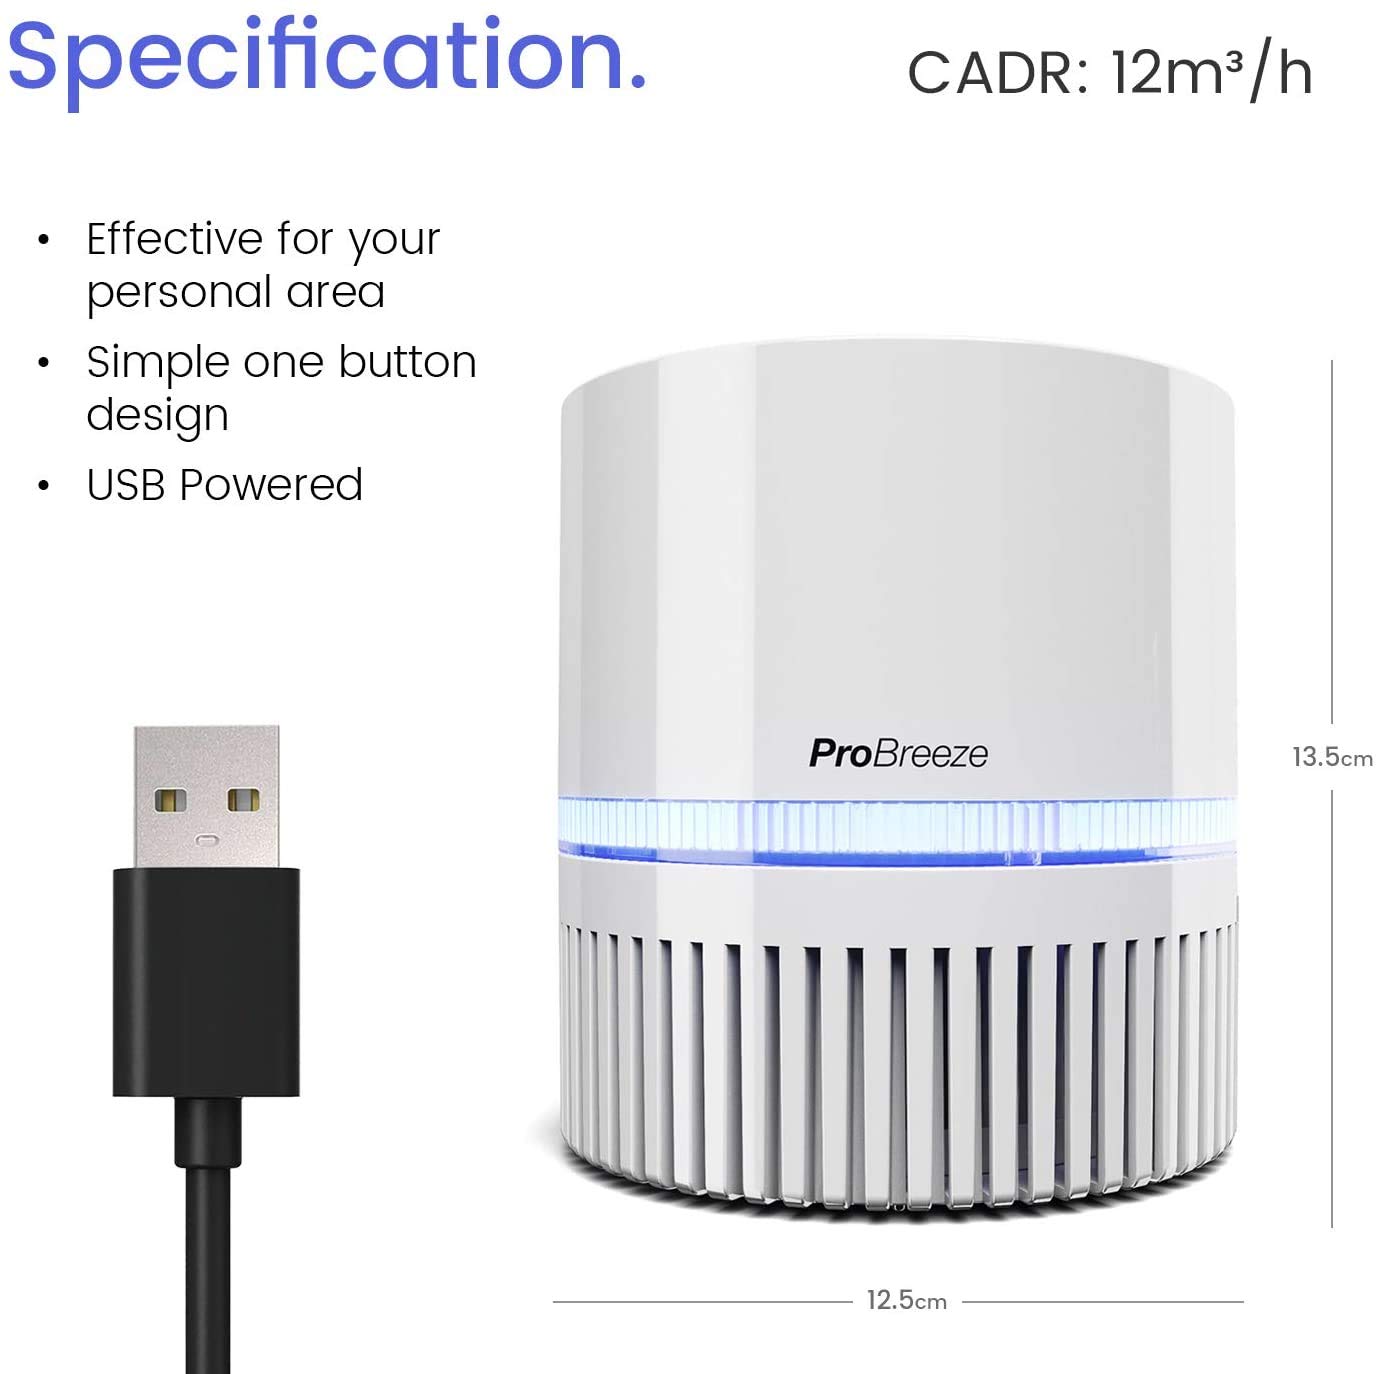 Specification.
CADR: 12m³/h
• Effective for your
personal area
• Simple one button
design
• USB Powered
ProBreeze
13.5cm
12.5cm